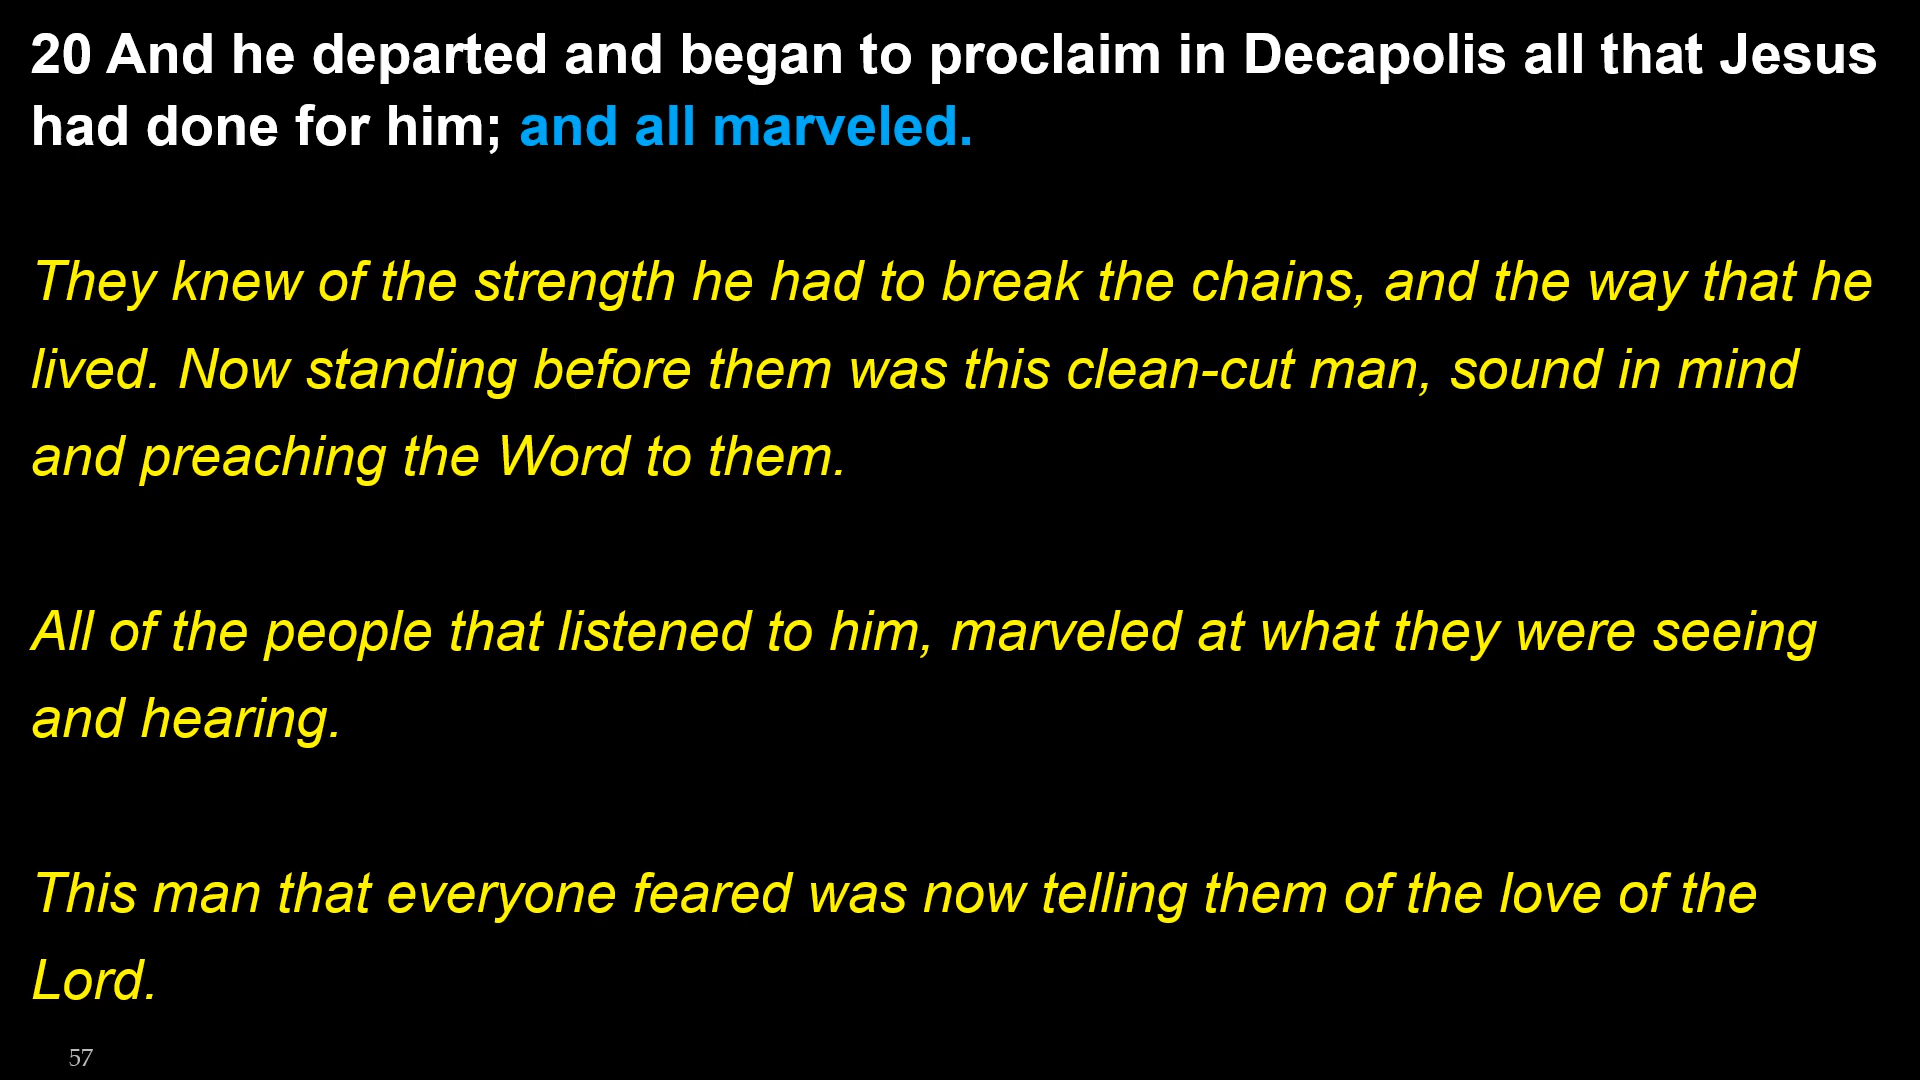 20 And he departed and began to proclaim in Decapolis all that Jesus
had done for him; and all marveled.
They knew of the strength he had to break the chains, and the way that he
lived. Now standing before them was this clean-cut man, sound in mind
and preaching the Word to them.
All of the people that listened to him, marveled at what they were seeing
and hearing.
This man that everyone feared was now telling them of the love of the
Lord.
57